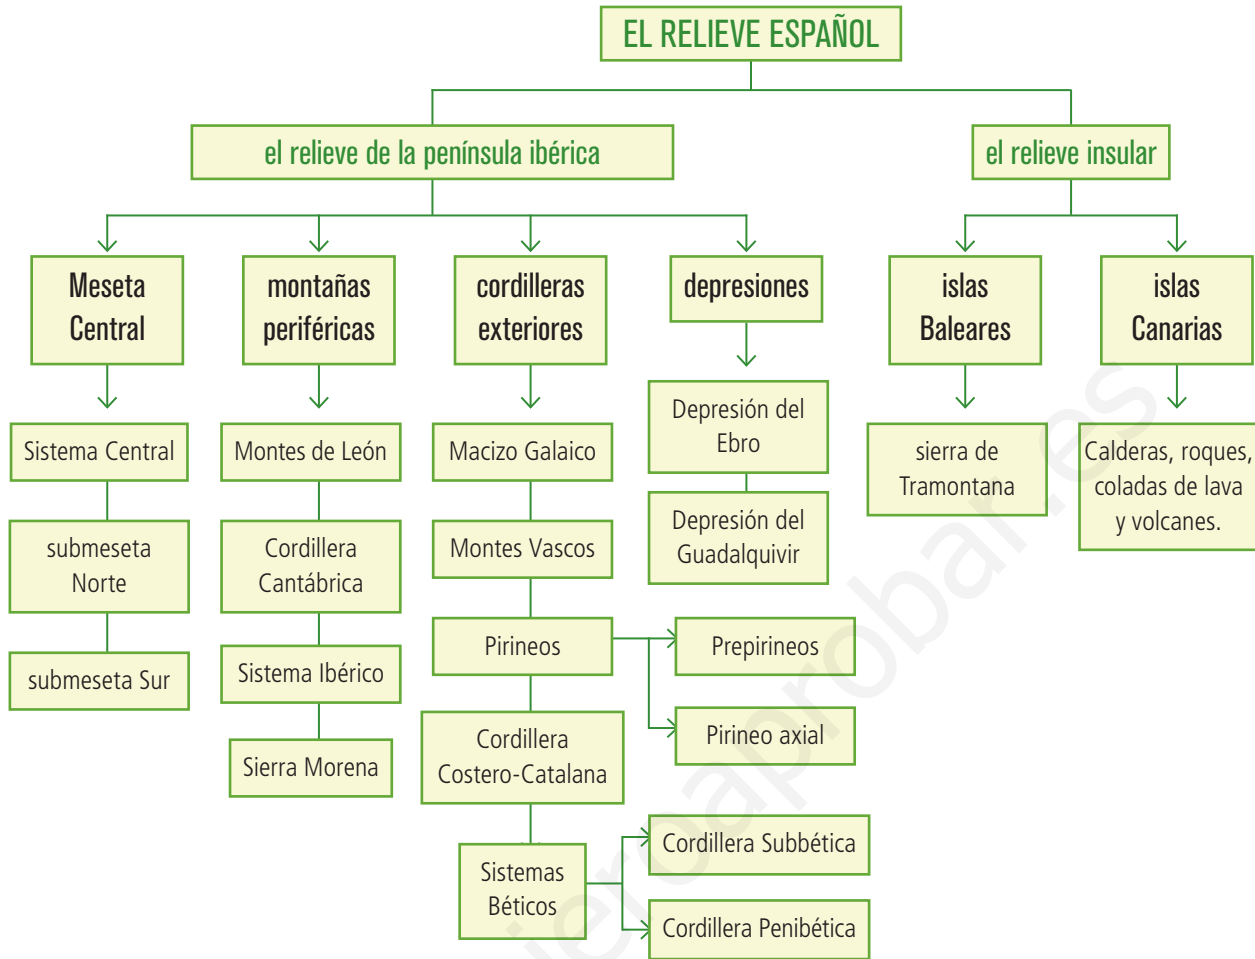 EL RELIEVE ESPAÑOL
el relieve de la península ibérica
el relieve insular
Meseta
Central
montañas
periféricas
cordilleras
exteriores
depresiones
islas
Baleares
islas
Canarias
Sistema Central
submeseta
Norte
submeseta Sur
Montes de León
Cordillera
Cantábrica
Sistema Ibérico
Sierra Morena
Macizo Galaico
Montes Vascos
Pirineos
Prepirineos
Pirineo axial
Cordillera
Costero-Catalana
Sistemas
Béticos
Cordillera Subbética
Cordillera Penibética
Depresión del
Ebro
Depresión del
Guadalquivir
sierra de
Tramontana
Calderas, roques,
coladas de lava
y volcanes.
ieroaprobar.es